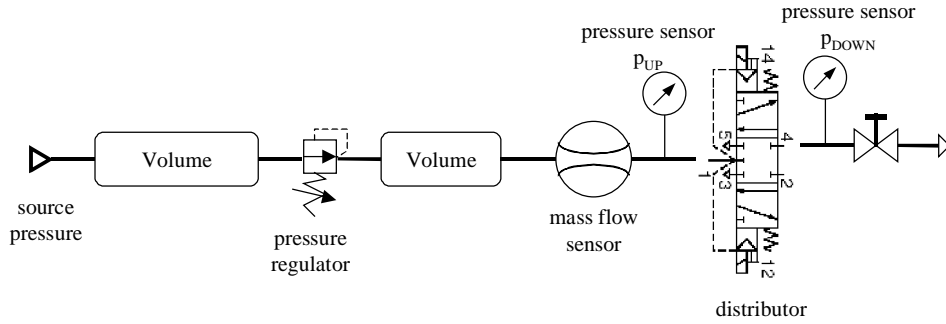 pressure sensor
pressure sensor
pUP
pDOWN
14
5
4
Volume
Volume
1
3
2
source
pressure
pressure
regulator
mass flow
sensor
12
distributor